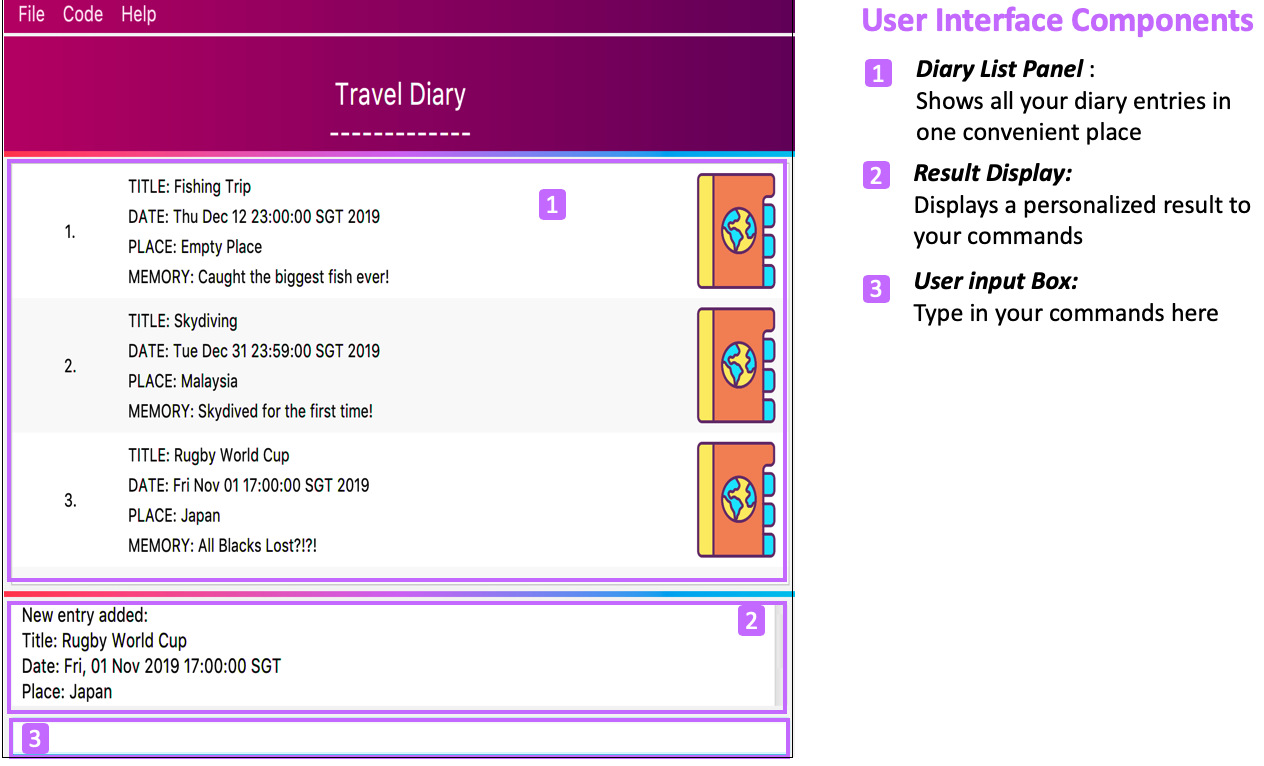 File Code Help
Travel Diary
-------------
1
1.
TITLE: Fishing Trip
DATE: Thu Dec 12 23:00:00 SGT 2019
PLACE: Empty Place
MEMORY: Caught the biggest fish ever!
2.
TITLE: Skydiving
DATE: Tue Dec 31 23:59:00 SGT 2019
PLACE: Malaysia
MEMORY: Skydived for the first time!
3.
TITLE: Rugby World Cup
DATE: Fri Nov 01 17:00:00 SGT 2019
PLACE: Japan
MEMORY: All Blacks Lost?!?!
2
New entry added:
Title: Rugby World Cup
Date: Fri, 01 Nov 2019 17:00:00 SGT
Place: Japan
3
User Interface Components
1 Diary List Panel :
Shows all your diary entries in
one convenient place
2 Result Display:
Displays a personalized result to
your commands
3 User input Box:
Type in your commands here